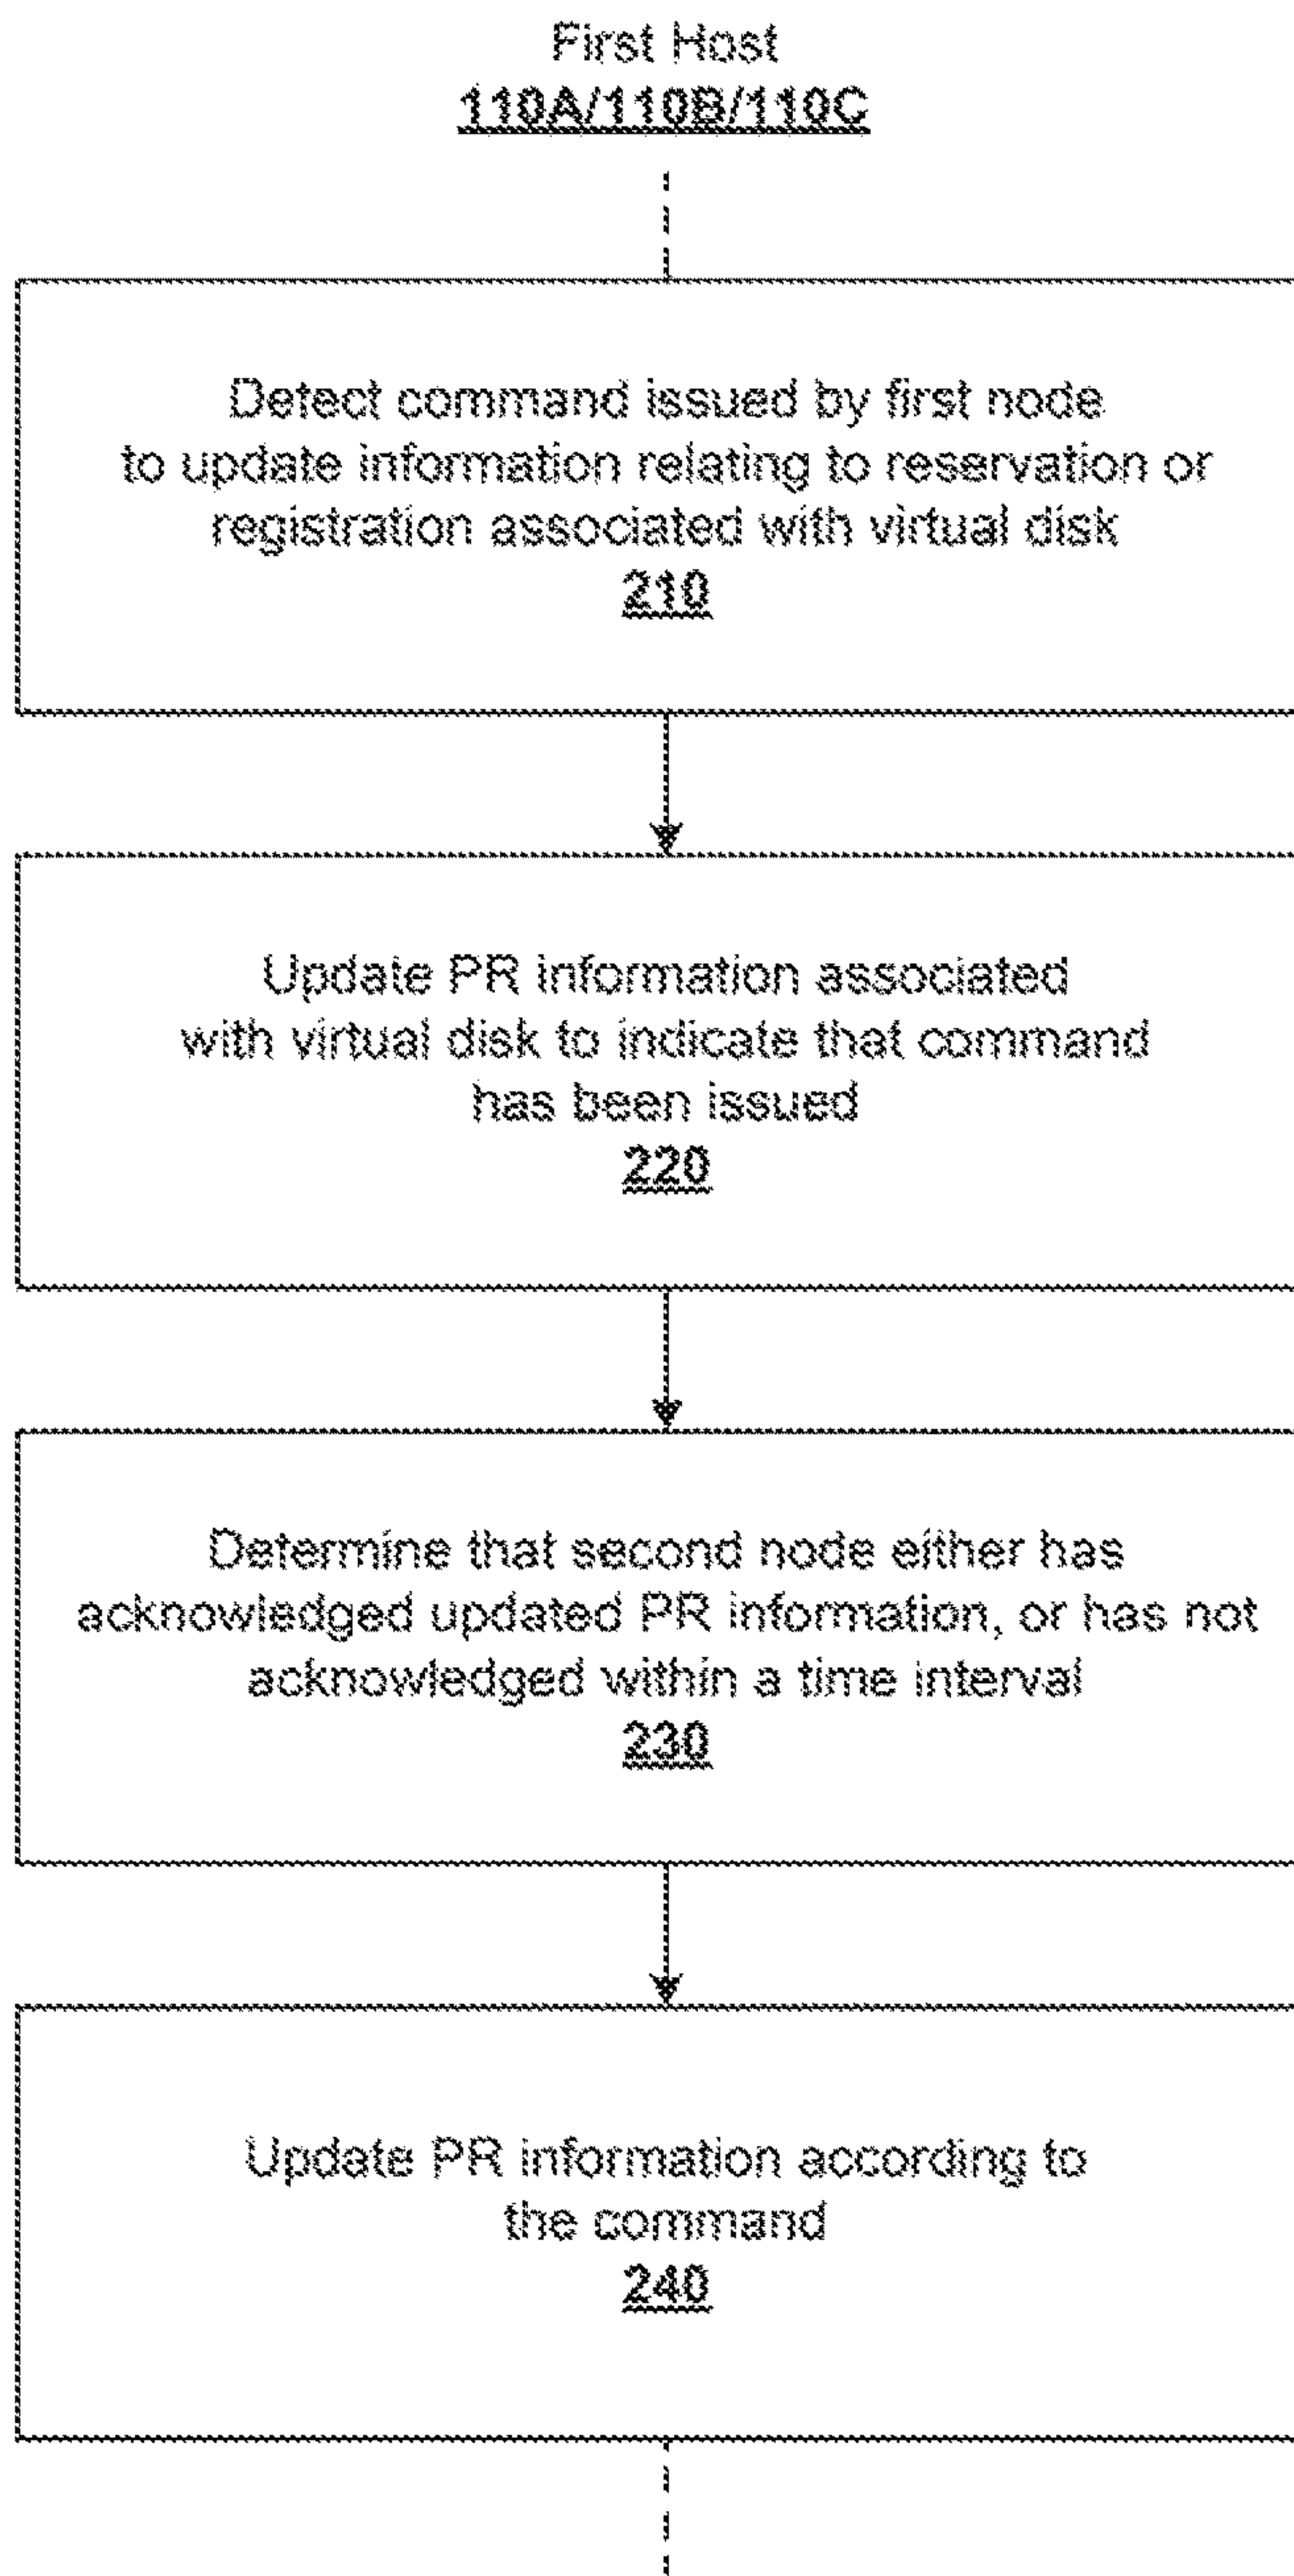 First Host
110A/110B/110C
Detect command issued by first node
to update information relating to reservation or
registration associated with virtual disk
210
Update PR information associated
with virtual disk to indicate that command
has been issued
220
Determine that second node either has
acknowledged updated PR information, or has not
acknowledged within a time interval
230
Update PR information according to
the command
240